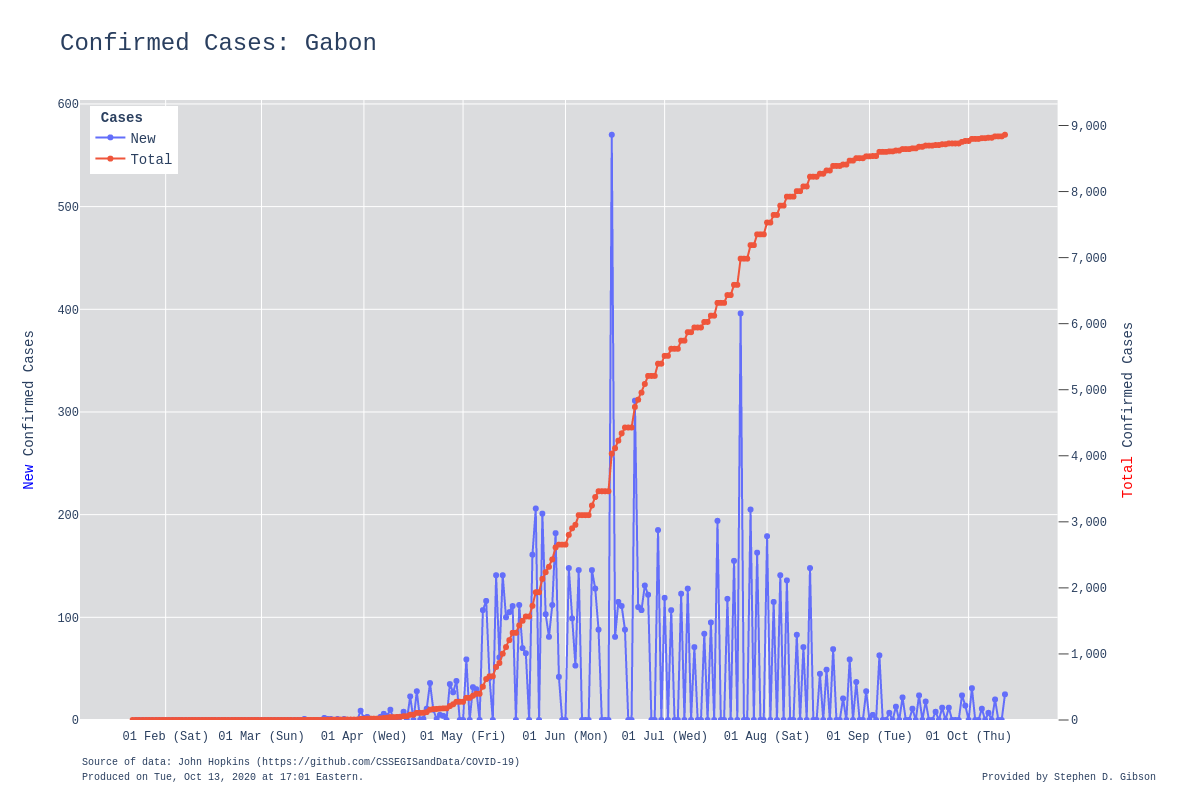 Confirmed Cases: Gabon
Cases
New
Total
600
500
400
300
200
100
0
9,000
8,000
7,000
6,000
5,000
4,000
3,000
2,000
1,000
0
New Confirmed Cases
Total Confirmed Cases
01 Feb (Sat) 01 Mar (Sun) 01 Apr (Wed) 01 May (Fri) 01 Jun (Mon) 01 Jul (Wed) 01 Aug (Sat) 01 Sep (Tue) 01 Oct (Thu)
Source of data: John Hopkins (https://github.com/CSSEGISandData/COVID-19)
Produced on Tue, Oct 13, 2020 at 17:01 Eastern.
Provided by Stephen D. Gibson